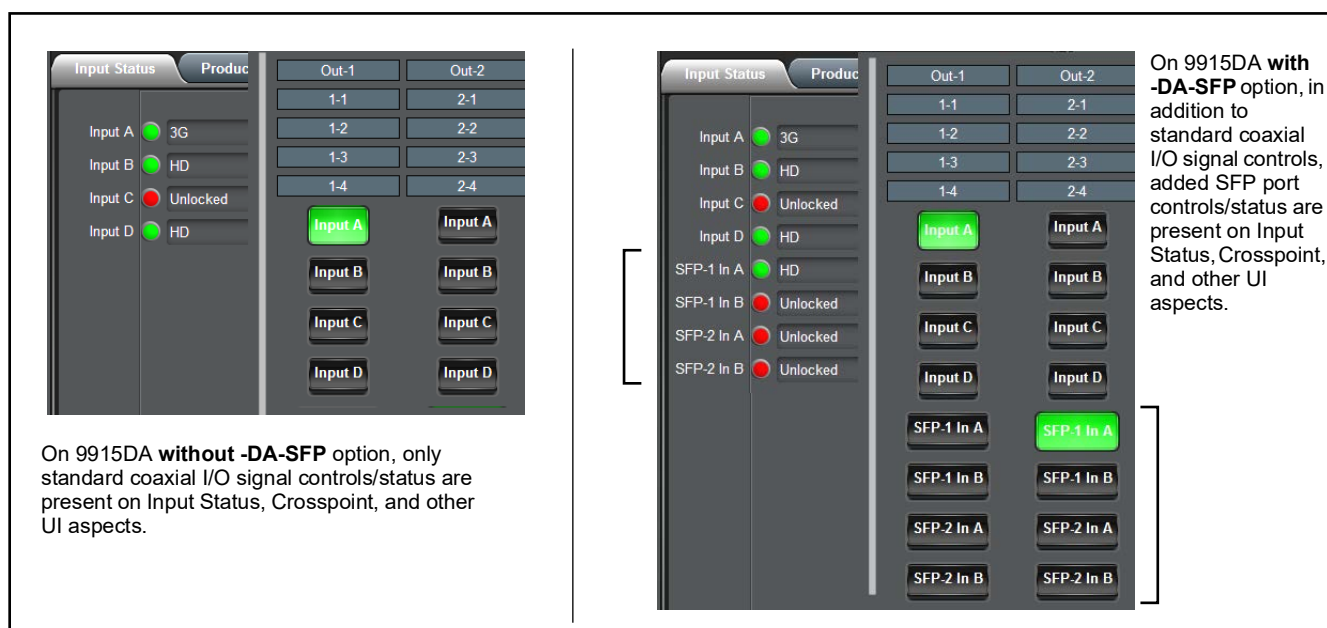 Input Status Produc
Input A 3G
Input B HD
Input C Unlocked
Input D HD
Out-1 Out-2
1-1 2-1
1-2 2-2
1-3 2-3
1-4 2-4
Input A Input A
Input B Input B
Input C Input C
Input D Input D
On 9915DA without -DA-SFP option, only
standard coaxial I/O signal controls/status are
present on Input Status, Crosspoint, and other
UI aspects.
Input Status Produc
Input A 3G
Input B HD
Input C Unlocked
Input D HD
SFP-1 In A HD
SFP-1 In B Unlocked
SFP-2 In A Unlocked
SFP-2 In B Unlocked
Out-1 Out-2
1-1 2-1
1-2 2-2
1-3 2-3
1-4 2-4
Input A Input A
Input B Input B
Input C Input C
Input D Input D
SFP-1 In A SFP-1 In A
SFP-1 In B SFP-1 In B
SFP-2 In A SFP-2 In A
SFP-2 In B SFP-2 In B
On 9915DA with
-DA-SFP option, in
addition to
standard coaxial
I/O signal controls,
added SFP port
controls/status are
present on Input
Status, Crosspoint,
and other UI
aspects.